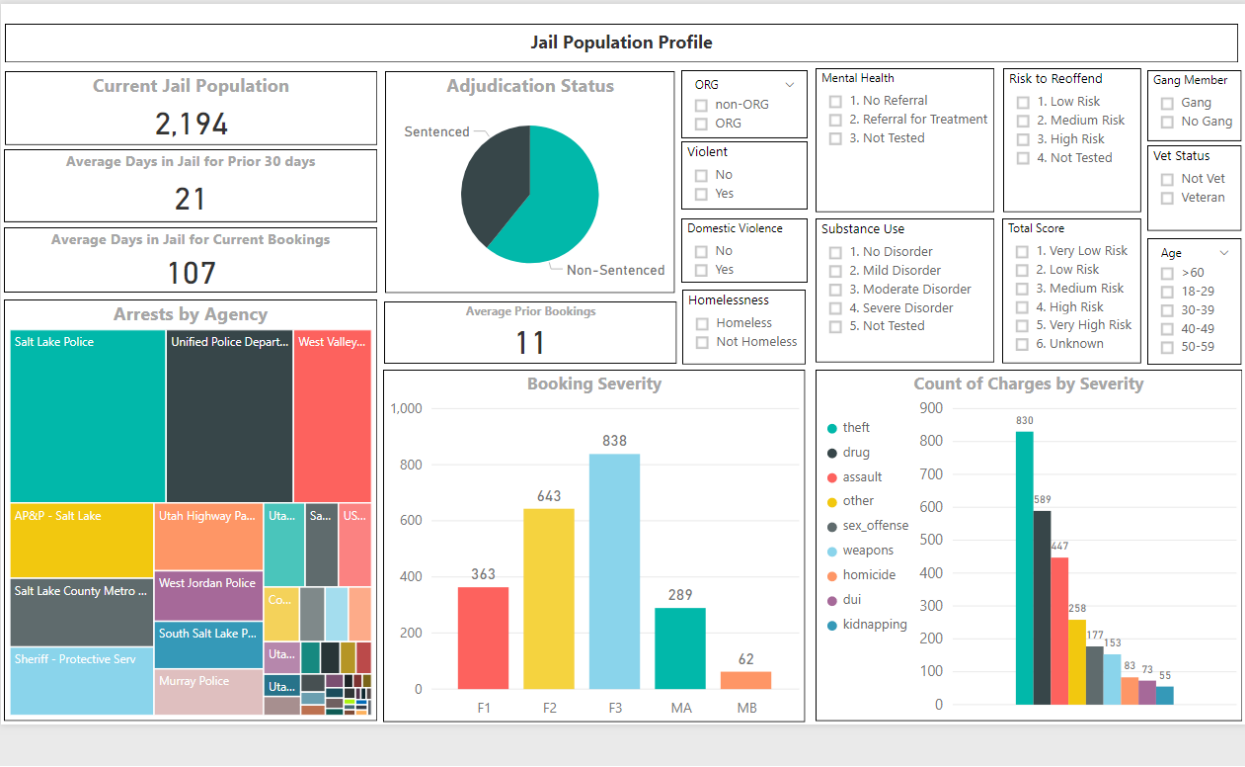 Jail Population Profile
Current Jail Population
2,194
Average Days in Jail for Prior 30 days
21
Average Days in Jail for Current Bookings
107
Adjudication Status
Sentenced
Non-Sentenced
Average Prior Bookings
11
ORG
non-ORG
ORG
Violent
No
Yes
Domestic Violence
No
Yes
Homelessness
Homeless
Not Homeless
Mental Health
1. No Referral
2. Referral for Treatment
3. Not Tested
Substance Use
1. No Disorder
2. Mild Disorder
3. Moderate Disorder
4. Severe Disorder
5. Not Tested
Risk to Reoffend
1. Low Risk
2. Medium Risk
3. High Risk
4. Not Tested
Total Score
1. Very Low Risk
2. Low Risk
3. Medium Risk
4. High Risk
5. Very High Risk
6. Unknown
Gang Member
Gang
No Gang
Vet Status
Not Vet
Veteran
Age
>60
18-29
30-39
40-49
50-59
Arrests by Agency
Salt Lake Police
Unified Police Depart...
West Valley...
AP&P - Salt Lake
Utah Highway Pa...
Uta...
Sa...
US...
Salt Lake County Metro ...
West Jordan Police
Co...
South Salt Lake P...
Sheriff - Protective Serv
Uta...
Murray Police
Uta...
Booking Severity
1,000
800
600
400
200
0
363
643
838
289
62
F1
F2
F3
MA
MB
Count of Charges by Severity
theft
drug
assault
other
sex_offense
weapons
homicide
dui
kidnapping
900
800
700
600
500
400
300
200
100
0
830
589
447
258
177
153
83
73
55